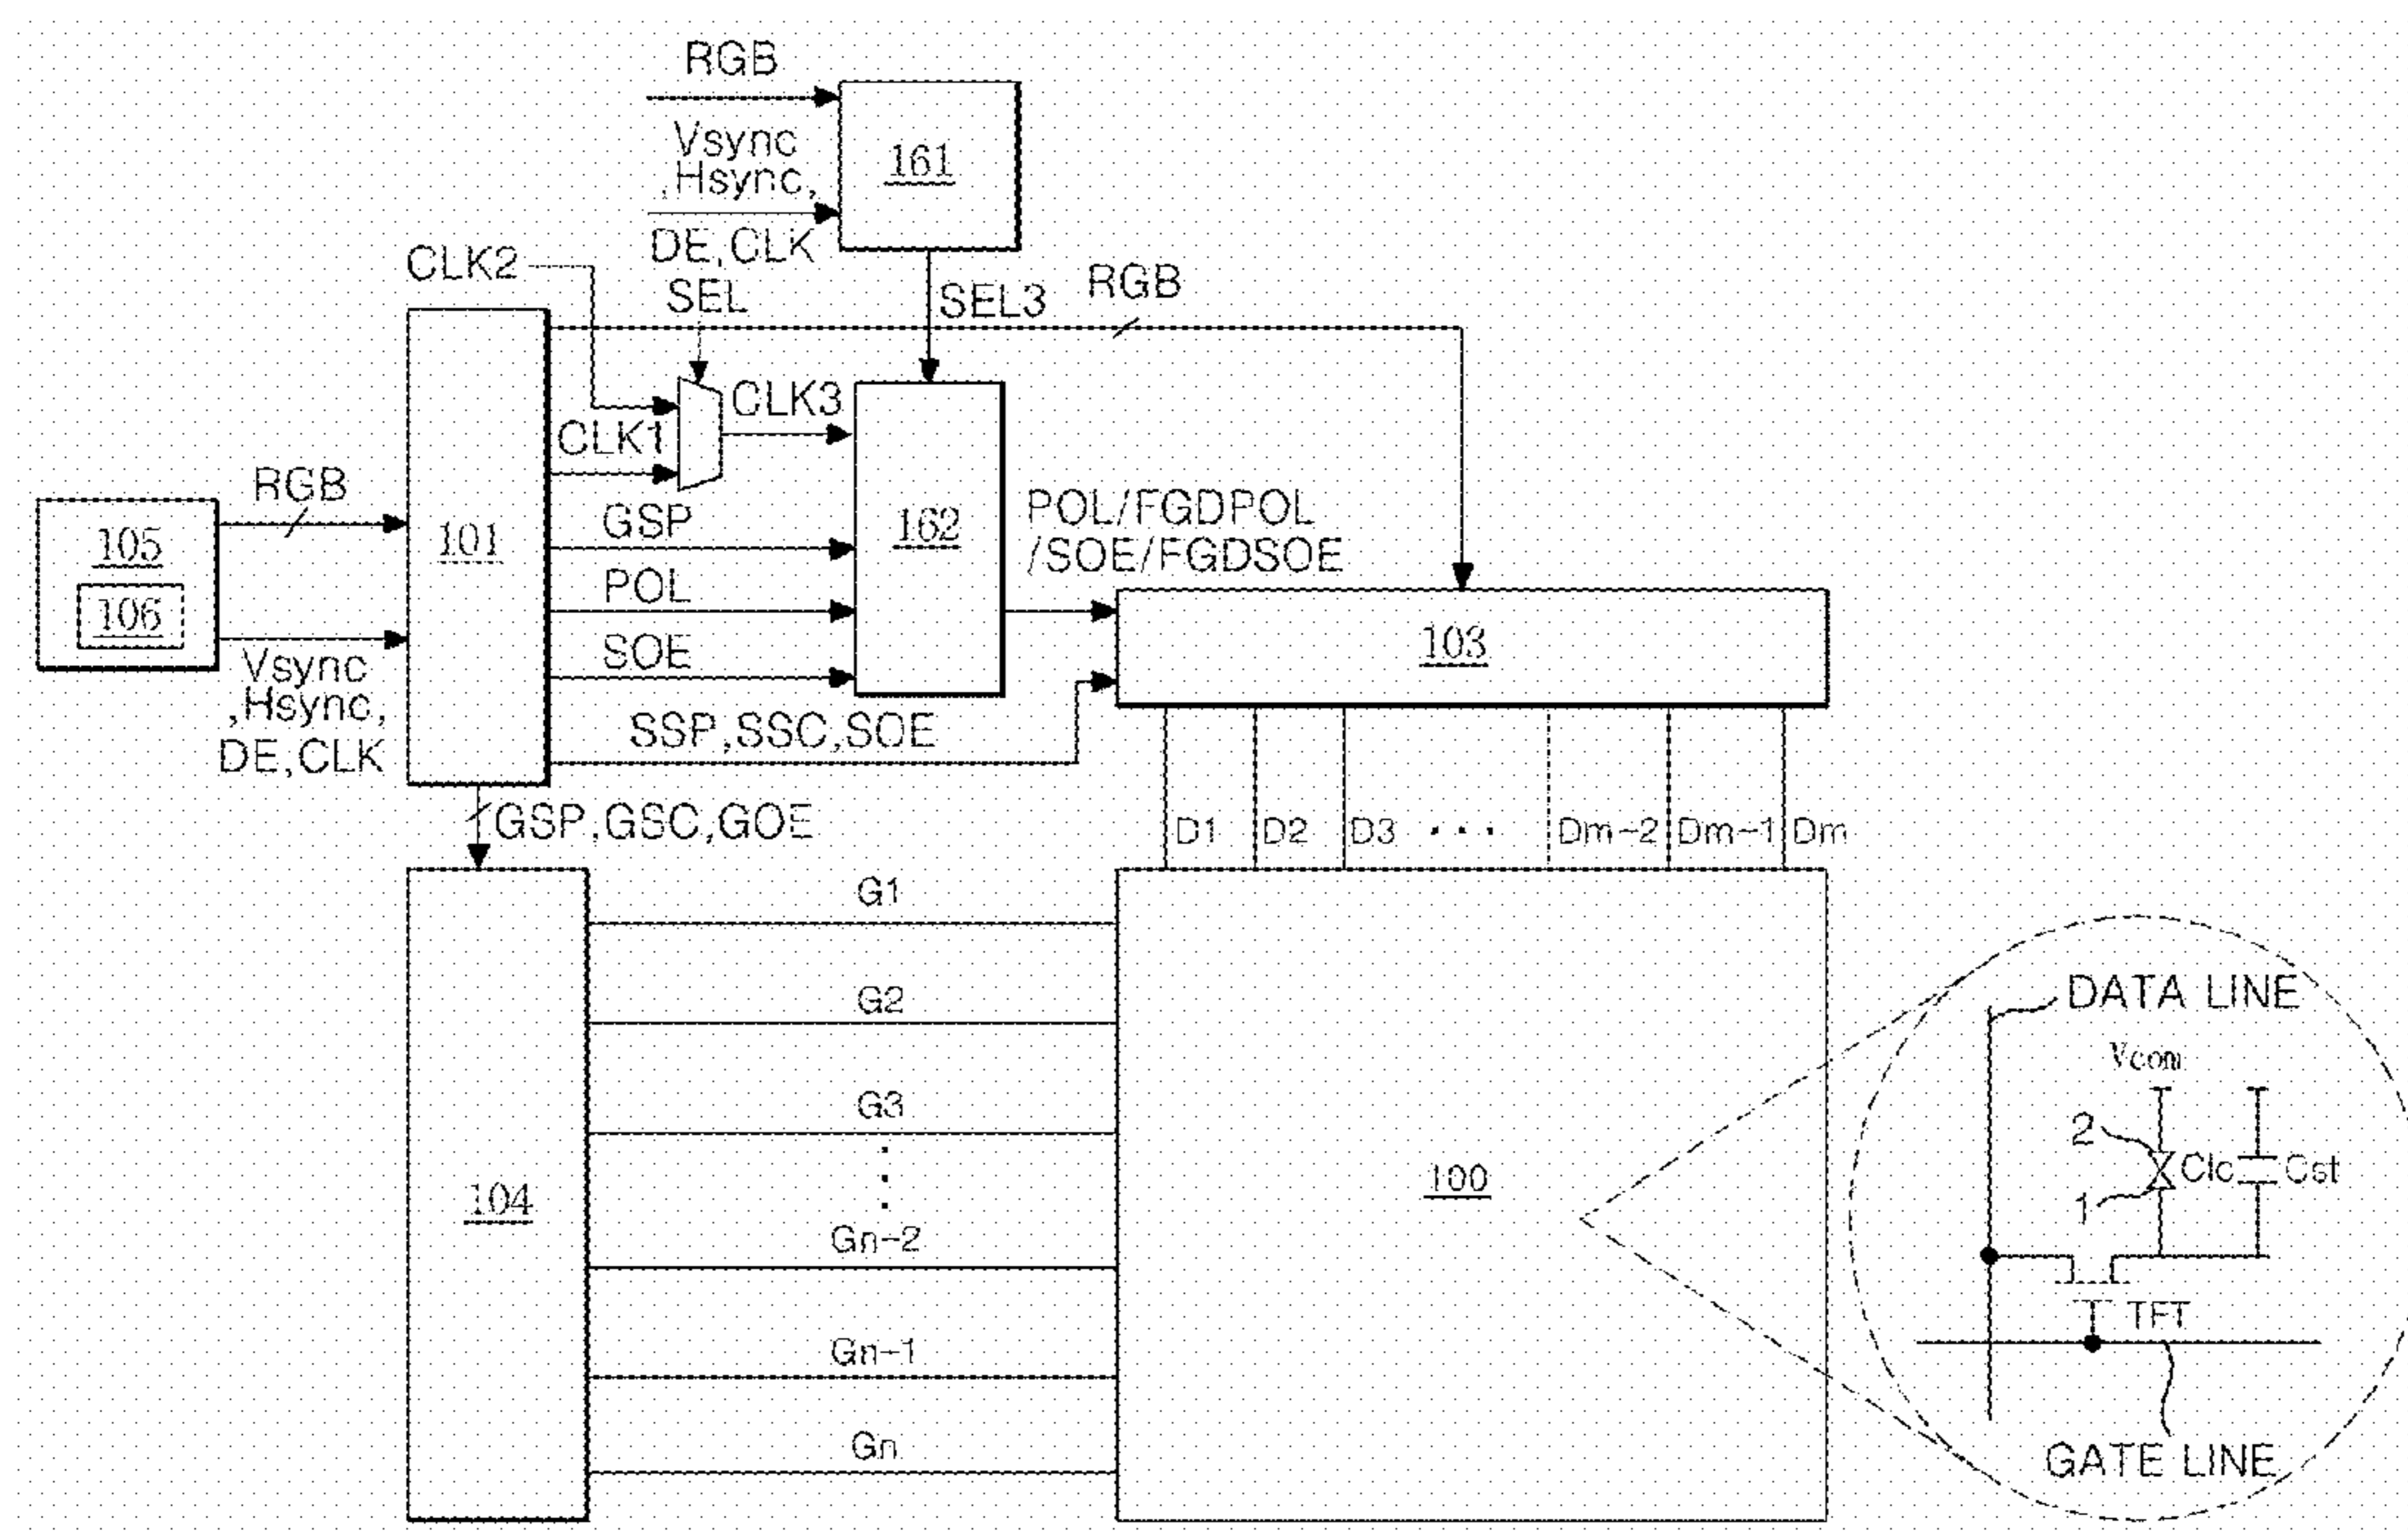 RGB
Vsync
,Hsync,
DE,CLK
161
CLK2
SEL
SEL3
RGB
CLK3
CLK1
RGB
105
106
101
GSP
162
POL/FGDPOL
/SOE/FGDSOE
POL
SOE
103
Vsync
,Hsync,
DE,CLK
SSP,SSC,SOE
GSP,GSC,GOE
D1 D2 D3 ··· Dm-2 Dm-1 Dm
G1
G2
G3
Gn-2
Gn-1
Gn
104
100
DATA LINE
Vcom
2
Clc Cst
1
TFT
GATE LINE